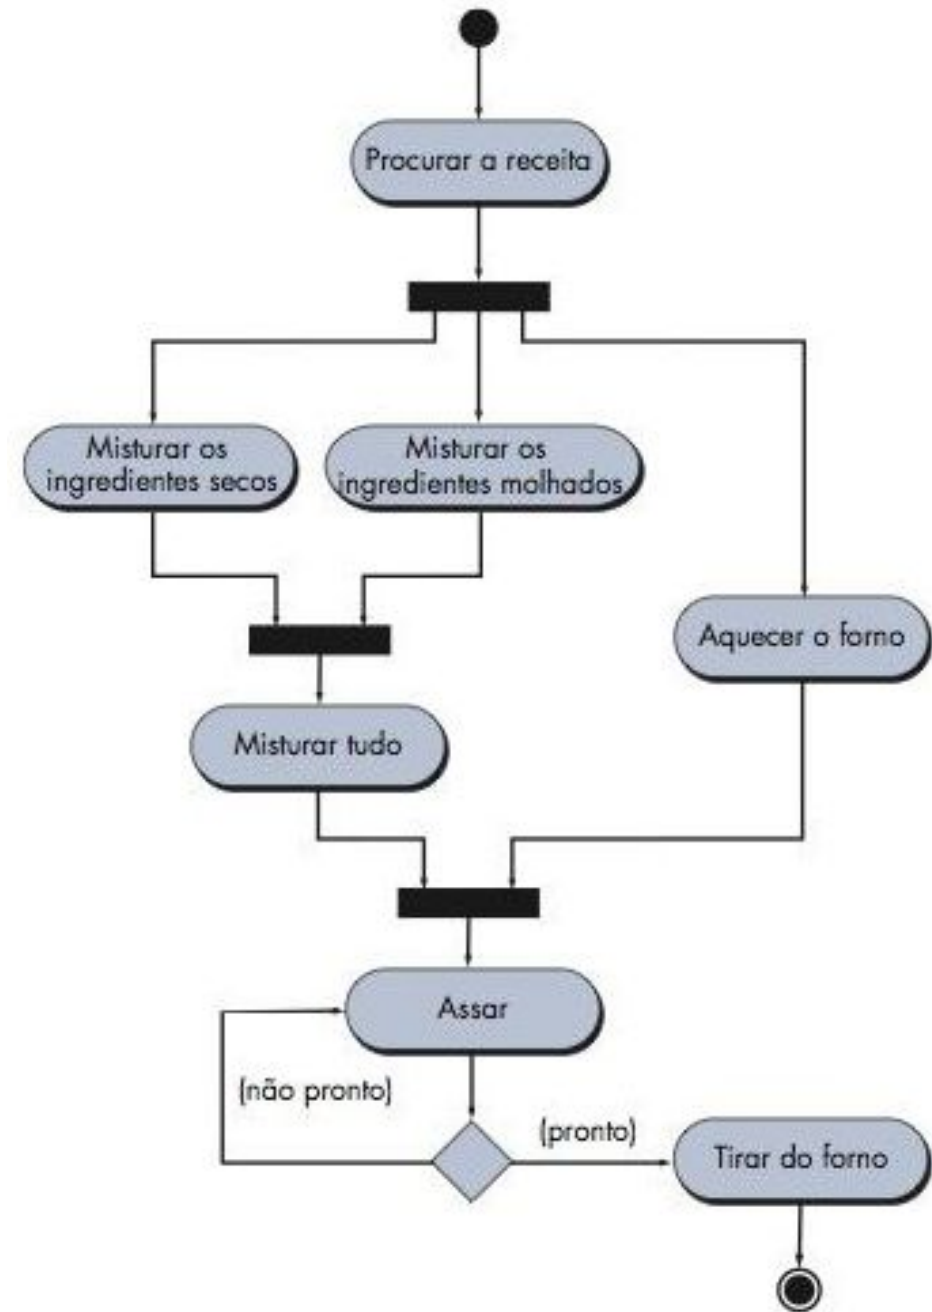 Procurar a receita
Misturar os
ingredientes secos
Misturar os
ingredientes molhados
Aquecer o forno
Misturar tudo
Assar
(não pronto)
(pronto)
Tirar do forno